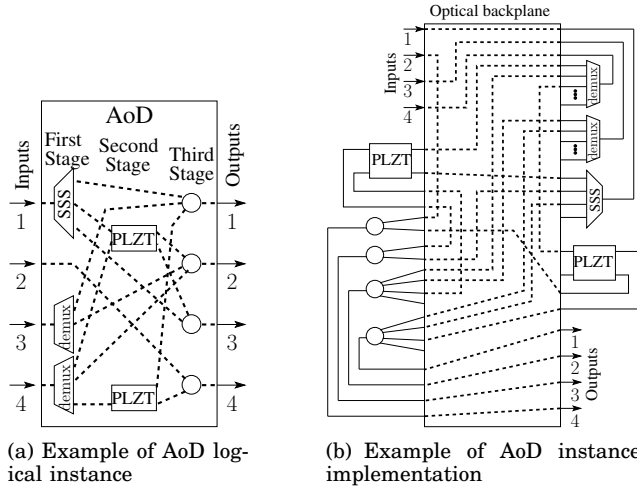 AoD
First Stage
Second Stage
Third Stage
Inputs
Outputs
SSS
PLZT
demux
demux
PLZT
1
2
3
4
1
2
3
4
(a) Example of AoD log-
ical instance
Optical backplane
Inputs
1
2
3
4
demux
demux
PLZT
SSS
PLZT
1
2
3
4
Outputs
(b) Example of AoD instance
implementation